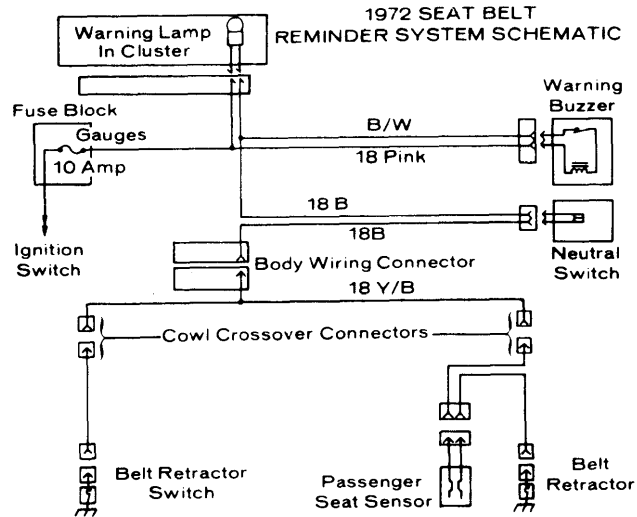 1972 SEAT BELT
REMINDER SYSTEM SCHEMATIC
Warning Lamp
In Cluster
Fuse Block
Gauges
10 Amp
Ignition
Switch
Warning
Buzzer
B/W
18 Pink
18 B
18B
Neutral
Switch
Body Wiring Connector
18 Y/B
Cowl Crossover Connectors
Belt Retractor
Switch
Passenger
Seat Sensor
Belt
Retractor